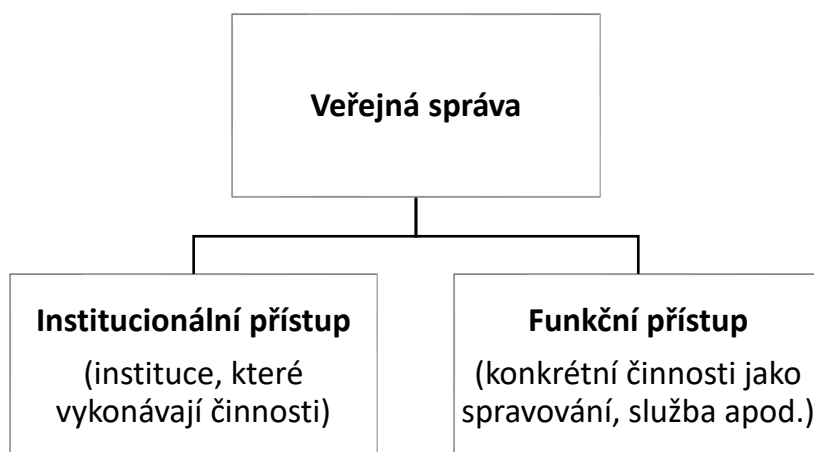 Veřejná správa
Institucionální přístup
(instituce, které
vykonávají činnosti)
Funkční přístup
(konkrétní činnosti jako
spravování, služba apod.)